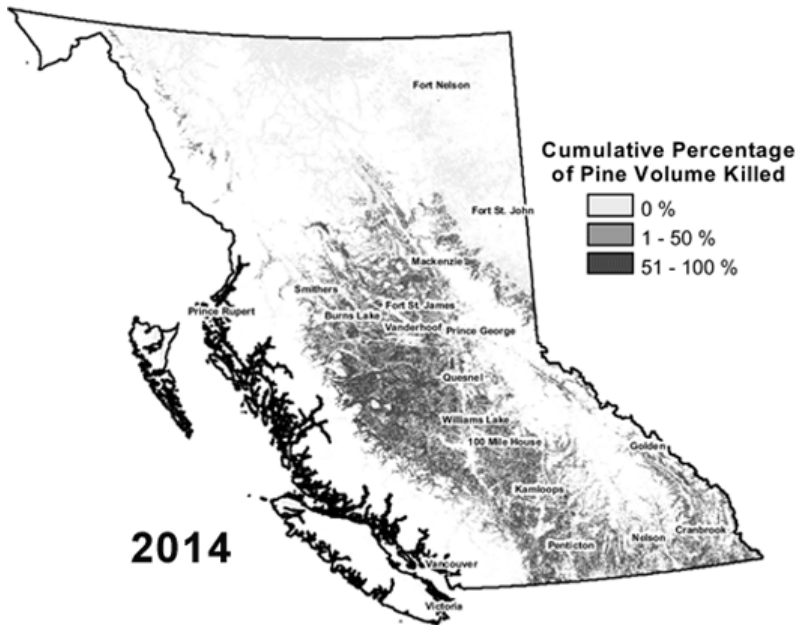 Fort Nelson
Cumulative Percentage
of Pine Volume Killed
0 %
1 - 50 %
51 - 100 %
Fort St. John
Mackenzie
Smithers
Fort St. James
Prince Rupert
Burns Lake
Vanderhoof
Prince George
Quesnel
Williams Lake
100 Mile House
Golden
Kamloops
Cranbrook
Nelson
Penticton
2014
Vancouver
Victoria